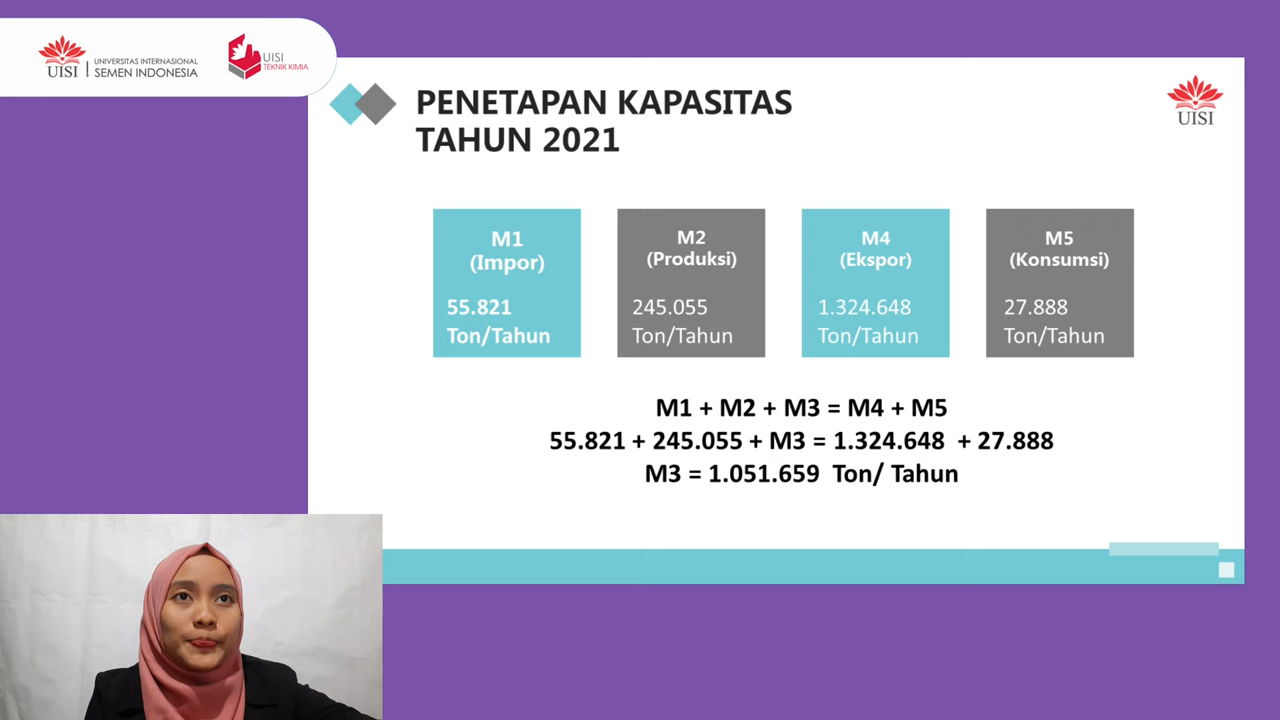 UISI
UNIVERSITAS INTERNASIONAL
SEMEN INDONESIA
UISI
TEKNIK KIMIA
PENETAPAN KAPASITAS
TAHUN 2021
UISI
M1
(Impor)
55.821
Ton/Tahun
M2
(Produksi)
245.055
Ton/Tahun
M4
(Ekspor)
1.324.648
Ton/Tahun
M5
(Konsumsi)
27.888
Ton/Tahun
M1 + M2 + M3 = M4 + M5
55.821 + 245.055 + M3 = 1.324.648 + 27.888
M3 = 1.051.659 Ton/ Tahun